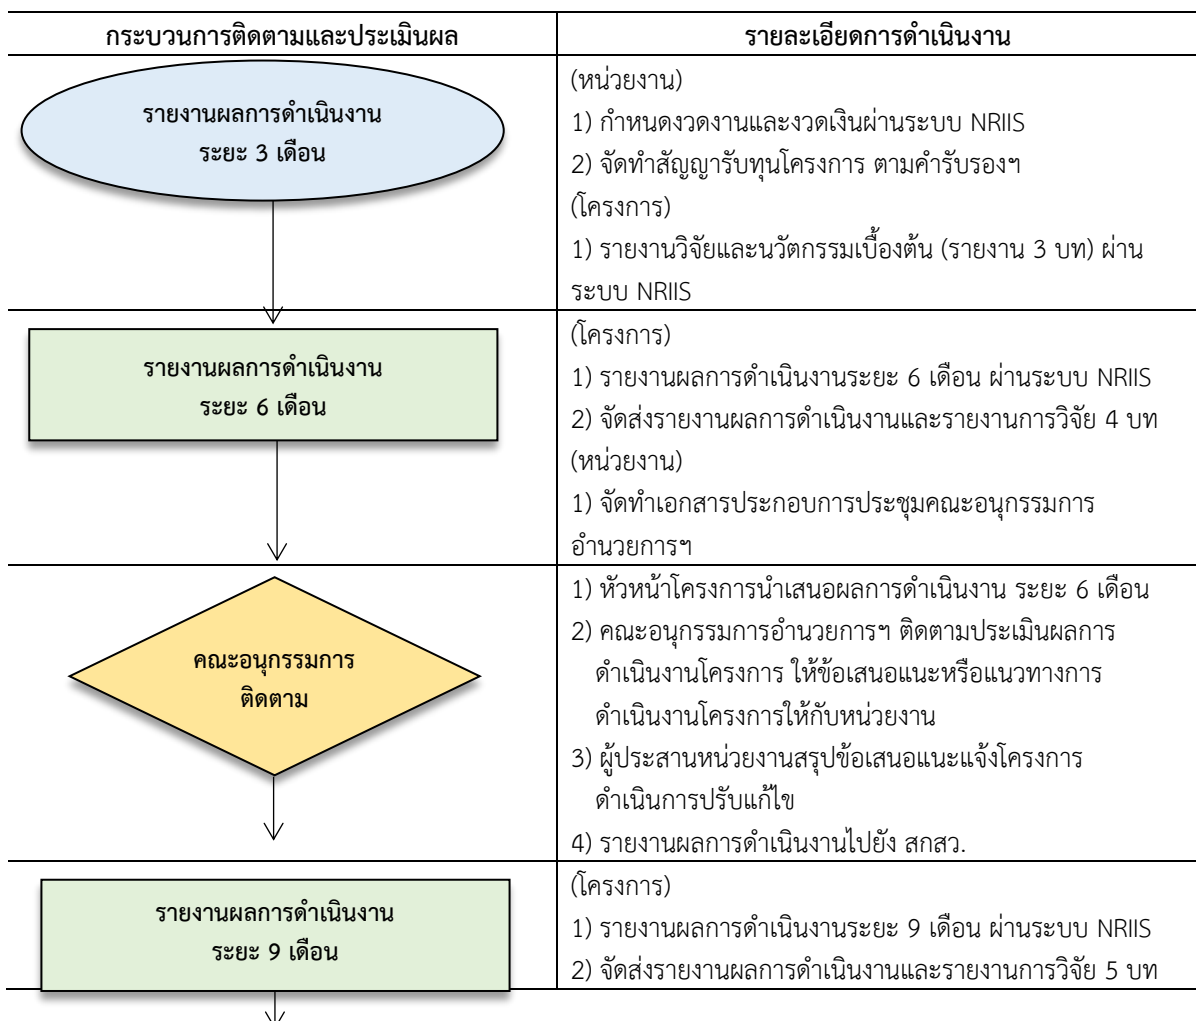 กระบวนการติดตามและประเมินผล
รายละเอียดการดำเนินงาน
รายงานผลการดำเนินงาน
ระยะ 3 เดือน
(หน่วยงาน)
1) กำหนดงวดงานและงวดเงินผ่านระบบ NRIIS
2) จัดทำสัญญารับทุนโครงการ ตามคำรับรองฯ
(โครงการ)
1) รายงานวิจัยและนวัตกรรมเบื้องต้น (รายงาน 3 บท) ผ่าน
ระบบ NRIIS
รายงานผลการดำเนินงาน
ระยะ 6 เดือน
(โครงการ)
1) รายงานผลการดำเนินงานระยะ 6 เดือน ผ่านระบบ NRIIS
2) จัดส่งรายงานผลการดำเนินงานและรายงานการวิจัย 4 บท
(หน่วยงาน)
1) จัดทำเอกสารประกอบการประชุมคณะอนุกรรมการ
อำนวยการฯ
คณะอนุกรรมการ
ติดตาม
1) หัวหน้าโครงการนำเสนอผลการดำเนินงาน ระยะ 6 เดือน
2) คณะอนุกรรมการอำนวยการฯ ติดตามประเมินผลการ
ดำเนินงานโครงการ ให้ข้อเสนอแนะหรือแนวทางการ
ดำเนินงานโครงการให้กับหน่วยงาน
3) ผู้ประสานหน่วยงานสรุปข้อเสนอแนะแจ้งโครงการ
ดำเนินการปรับแก้ไข
4) รายงานผลการดำเนินงานไปยัง สกสว.
รายงานผลการดำเนินงาน
ระยะ 9 เดือน
(โครงการ)
1) รายงานผลการดำเนินงานระยะ 9 เดือน ผ่านระบบ NRIIS
2) จัดส่งรายงานผลการดำเนินงานและรายงานการวิจัย 5 บท